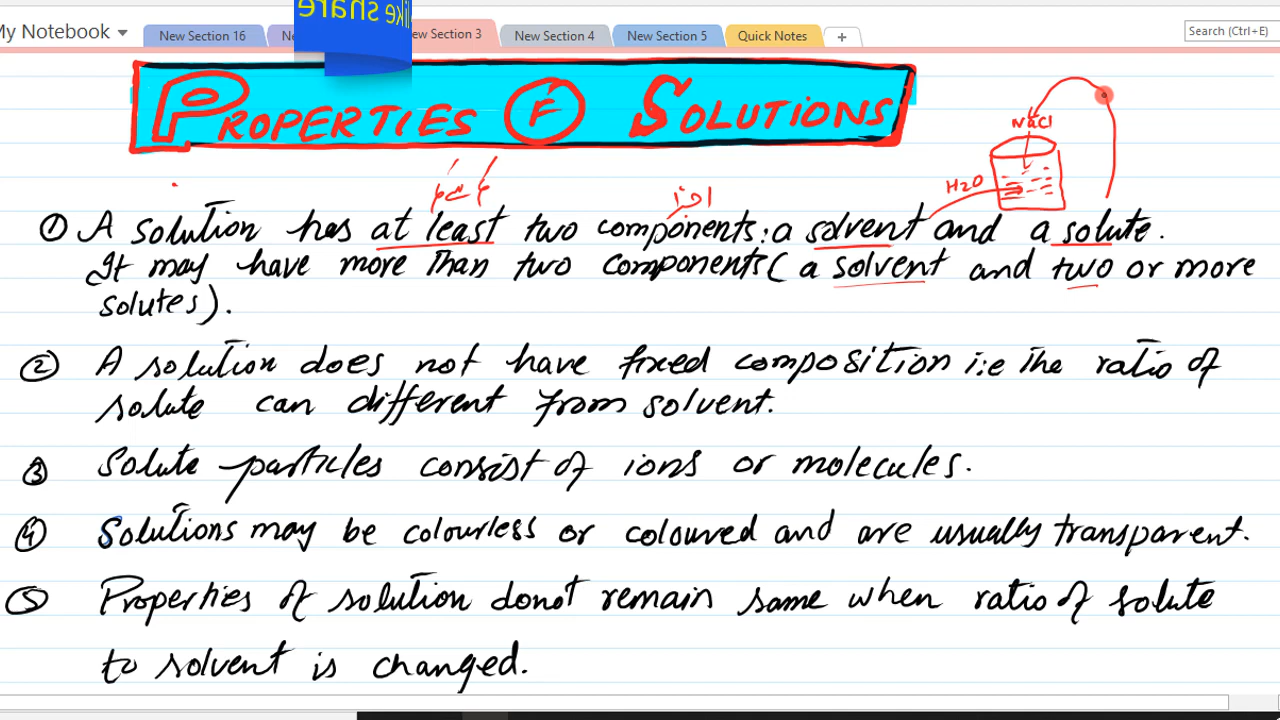 like share
My Notebook
New Section 16
New Section 3
New Section 4
New Section 5
Quick Notes
+
Search (Ctrl+E)
PROPERTIES OF SOLUTIONS
NaCl
H2O
① A solution has at least two components: a solvent and a solute.
It may have more than two components (a solvent and two or more
solutes).
② A solution does not have fixed composition i:e the ratio of
solute can different from solvent.
③ Solute particles consist of ions or molecules.
④ Solutions may be colourless or coloured and are usually transparent.
⑤ Properties of solution donot remain same when ratio of solute
to solvent is changed.